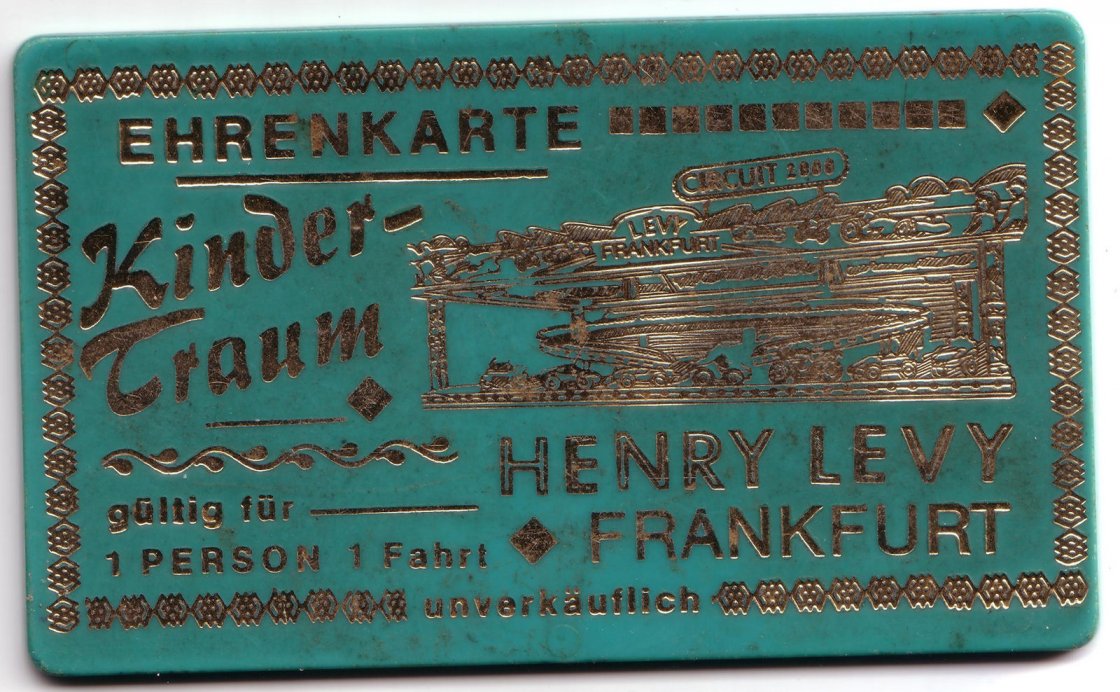 EHRENKARTE
Kinder-
Traum
CIRCUIT 2000
LEVY
FRANKFURT
HENRY LEVY
FRANKFURT
gültig für
1 PERSON 1 Fahrt
unverkäuflich